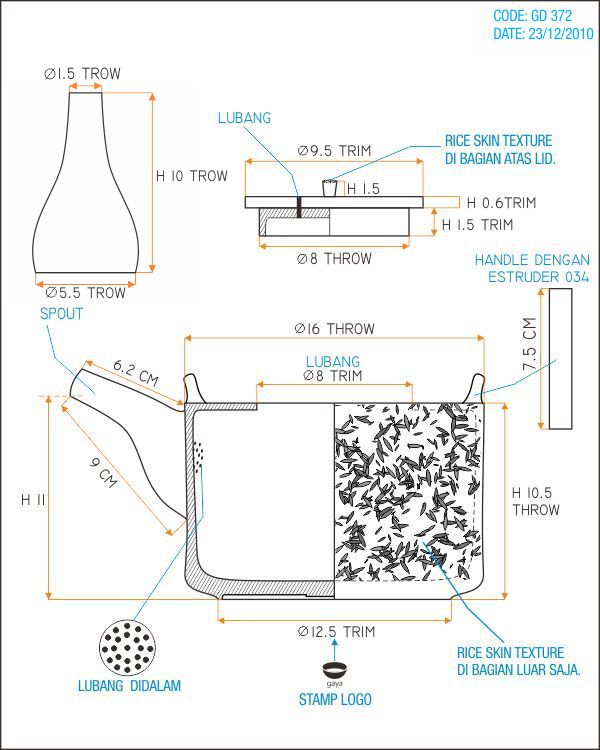 CODE: GD 372
DATE: 23/12/2010
Ø1.5 TROW
H 10 TROW
Ø5.5 TROW
LUBANG
Ø9.5 TRIM
RICE SKIN TEXTURE
DI BAGIAN ATAS LID.
H 1.5
H 0.6TRIM
H 1.5 TRIM
Ø8 THROW
HANDLE DENGAN
ESTRUDER 034
7.5 CM
SPOUT
Ø16 THROW
6.2 CM
LUBANG
Ø8 TRIM
9 CM
H 11
H 10.5
THROW
Ø12.5 TRIM
LUBANG DIDALAM
gaya
STAMP LOGO
RICE SKIN TEXTURE
DI BAGIAN LUAR SAJA.